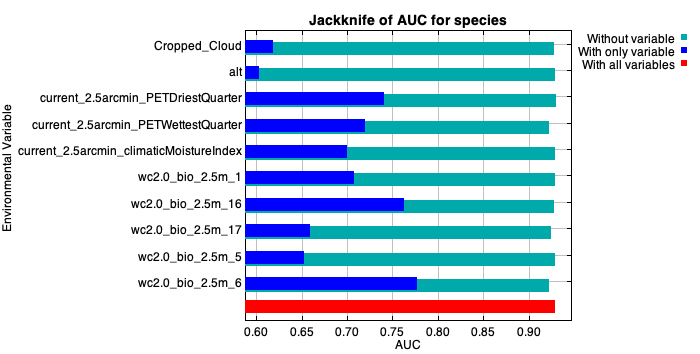 Jackknife of AUC for species
Without variable
With only variable
With all variables
Environmental Variable
Cropped_Cloud
alt
current_2.5arcmin_PETDriestQuarter
current_2.5arcmin_PETWettestQuarter
current_2.5arcmin_climaticMoistureIndex
wc2.0_bio_2.5m_1
wc2.0_bio_2.5m_16
wc2.0_bio_2.5m_17
wc2.0_bio_2.5m_5
wc2.0_bio_2.5m_6
0.60 0.65 0.70 0.75 0.80 0.85 0.90
AUC